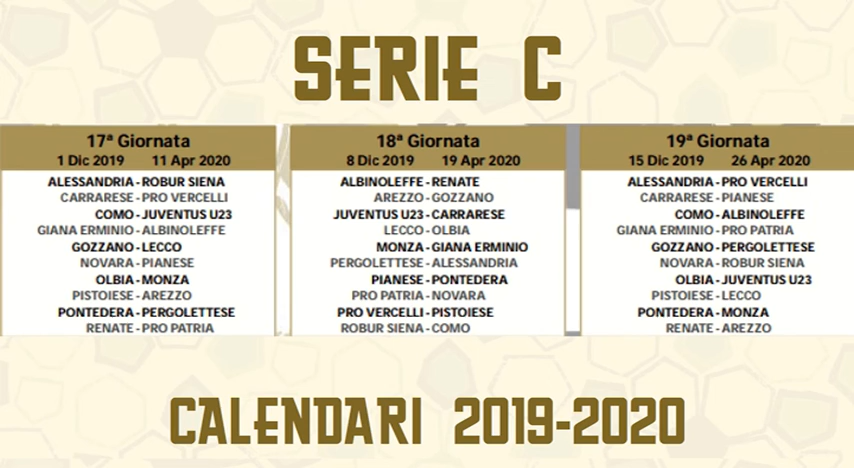 SERIE C
17ª Giornata
1 Dic 2019 11 Apr 2020
ALESSANDRIA - ROBUR SIENA
CARRARESE - PRO VERCELLI
COMO - JUVENTUS U23
GIANA ERMINIO - ALBINOLEFFE
GOZZANO - LECCO
NOVARA - PIANESE
OLBIA - MONZA
PISTOIESE - AREZZO
PONTEDERA - PERGOLETTESE
RENATE - PRO PATRIA
18ª Giornata
8 Dic 2019 19 Apr 2020
ALBINOLEFFE - RENATE
AREZZO - GOZZANO
JUVENTUS U23 - CARRARESE
LECCO - OLBIA
MONZA - GIANA ERMINIO
PERGOLETTESE - ALESSANDRIA
PIANESE - PONTEDERA
PRO PATRIA - NOVARA
PRO VERCELLI - PISTOIESE
ROBUR SIENA - COMO
19ª Giornata
15 Dic 2019 26 Apr 2020
ALESSANDRIA - PRO VERCELLI
CARRARESE - PIANESE
COMO - ALBINOLEFFE
GIANA ERMINIO - PRO PATRIA
GOZZANO - PERGOLETTESE
NOVARA - ROBUR SIENA
OLBIA - JUVENTUS U23
PISTOIESE - LECCO
PONTEDERA - MONZA
RENATE - AREZZO
CALENDARI 2019-2020